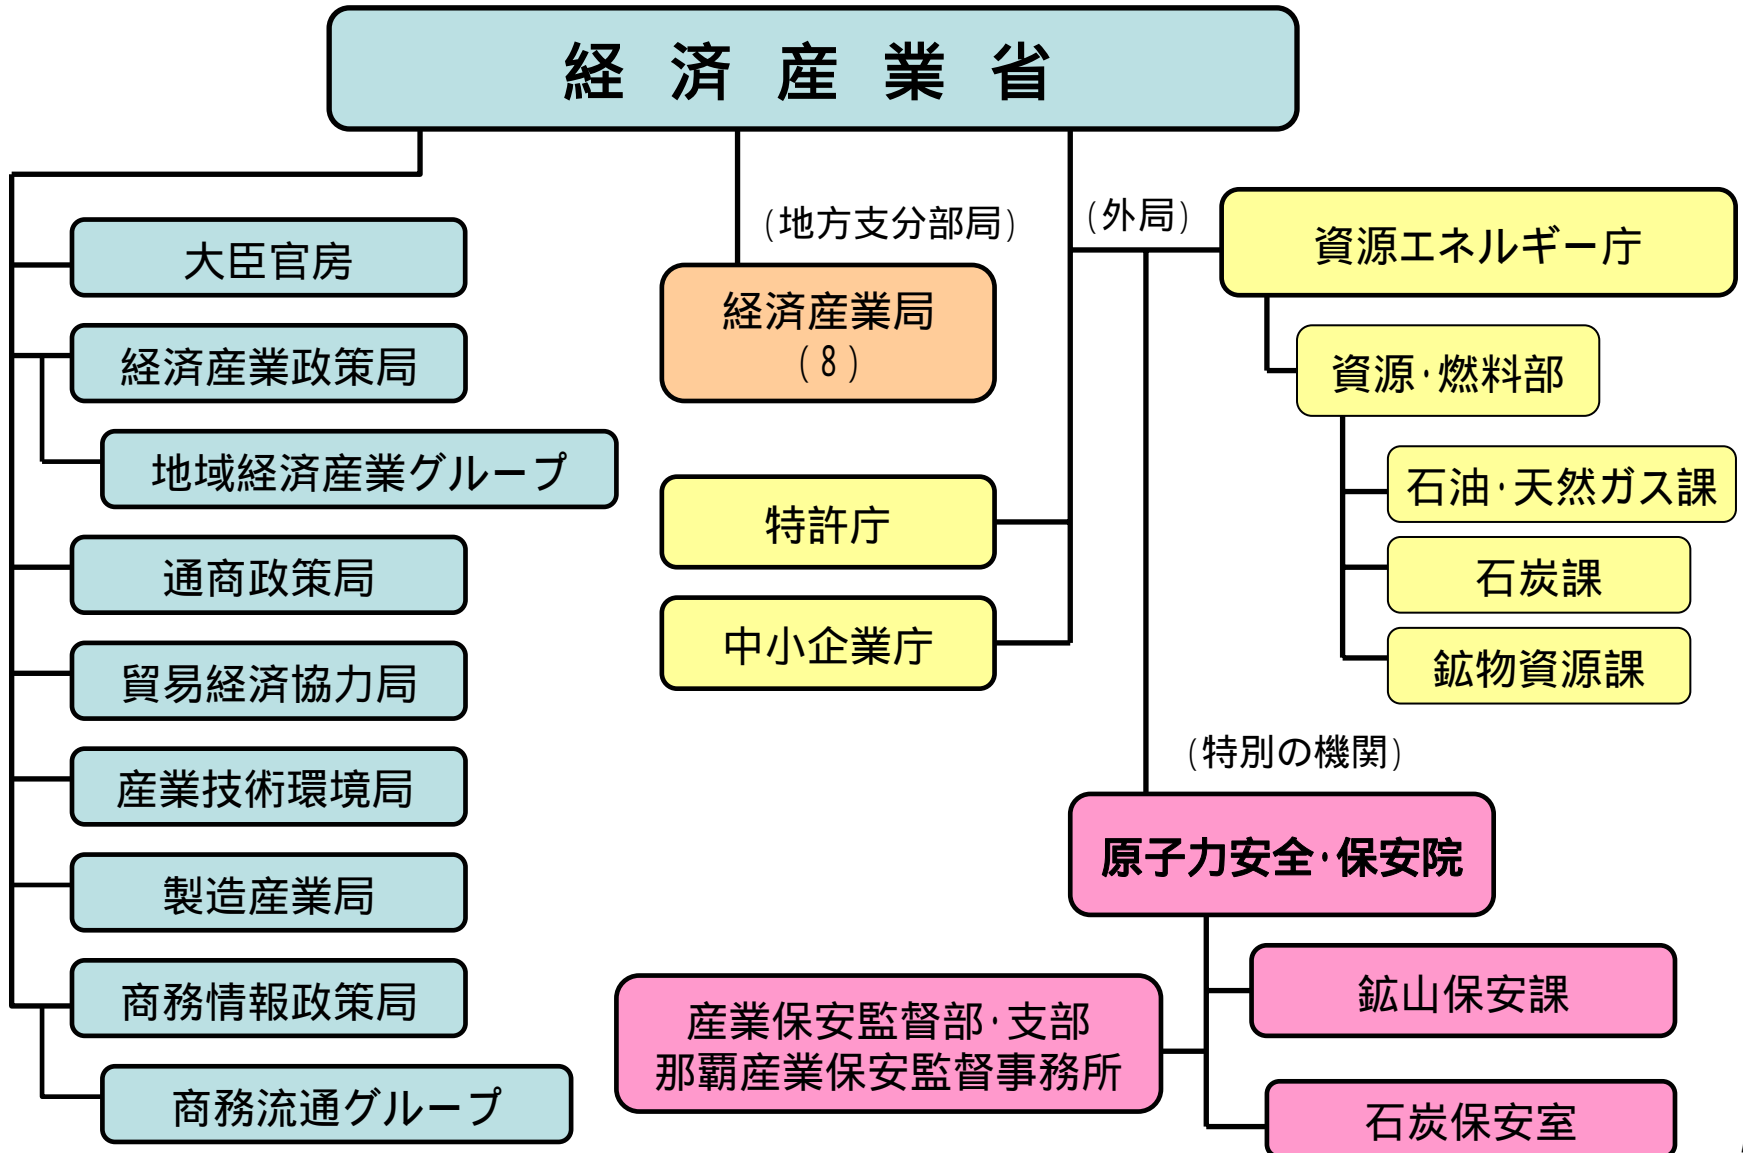 経済産業省
(地方支分部局)
(外局)
大臣官房
経済産業政策局
地域経済産業グループ
通商政策局
貿易経済協力局
産業技術環境局
製造産業局
商務情報政策局
商務流通グループ
経済産業局
(8)
特許庁
中小企業庁
資源エネルギー庁
資源・燃料部
石油・天然ガス課
石炭課
鉱物資源課
(特別の機関)
原子力安全・保安院
鉱山保安課
産業保安監督部・支部
那覇産業保安監督事務所
石炭保安室